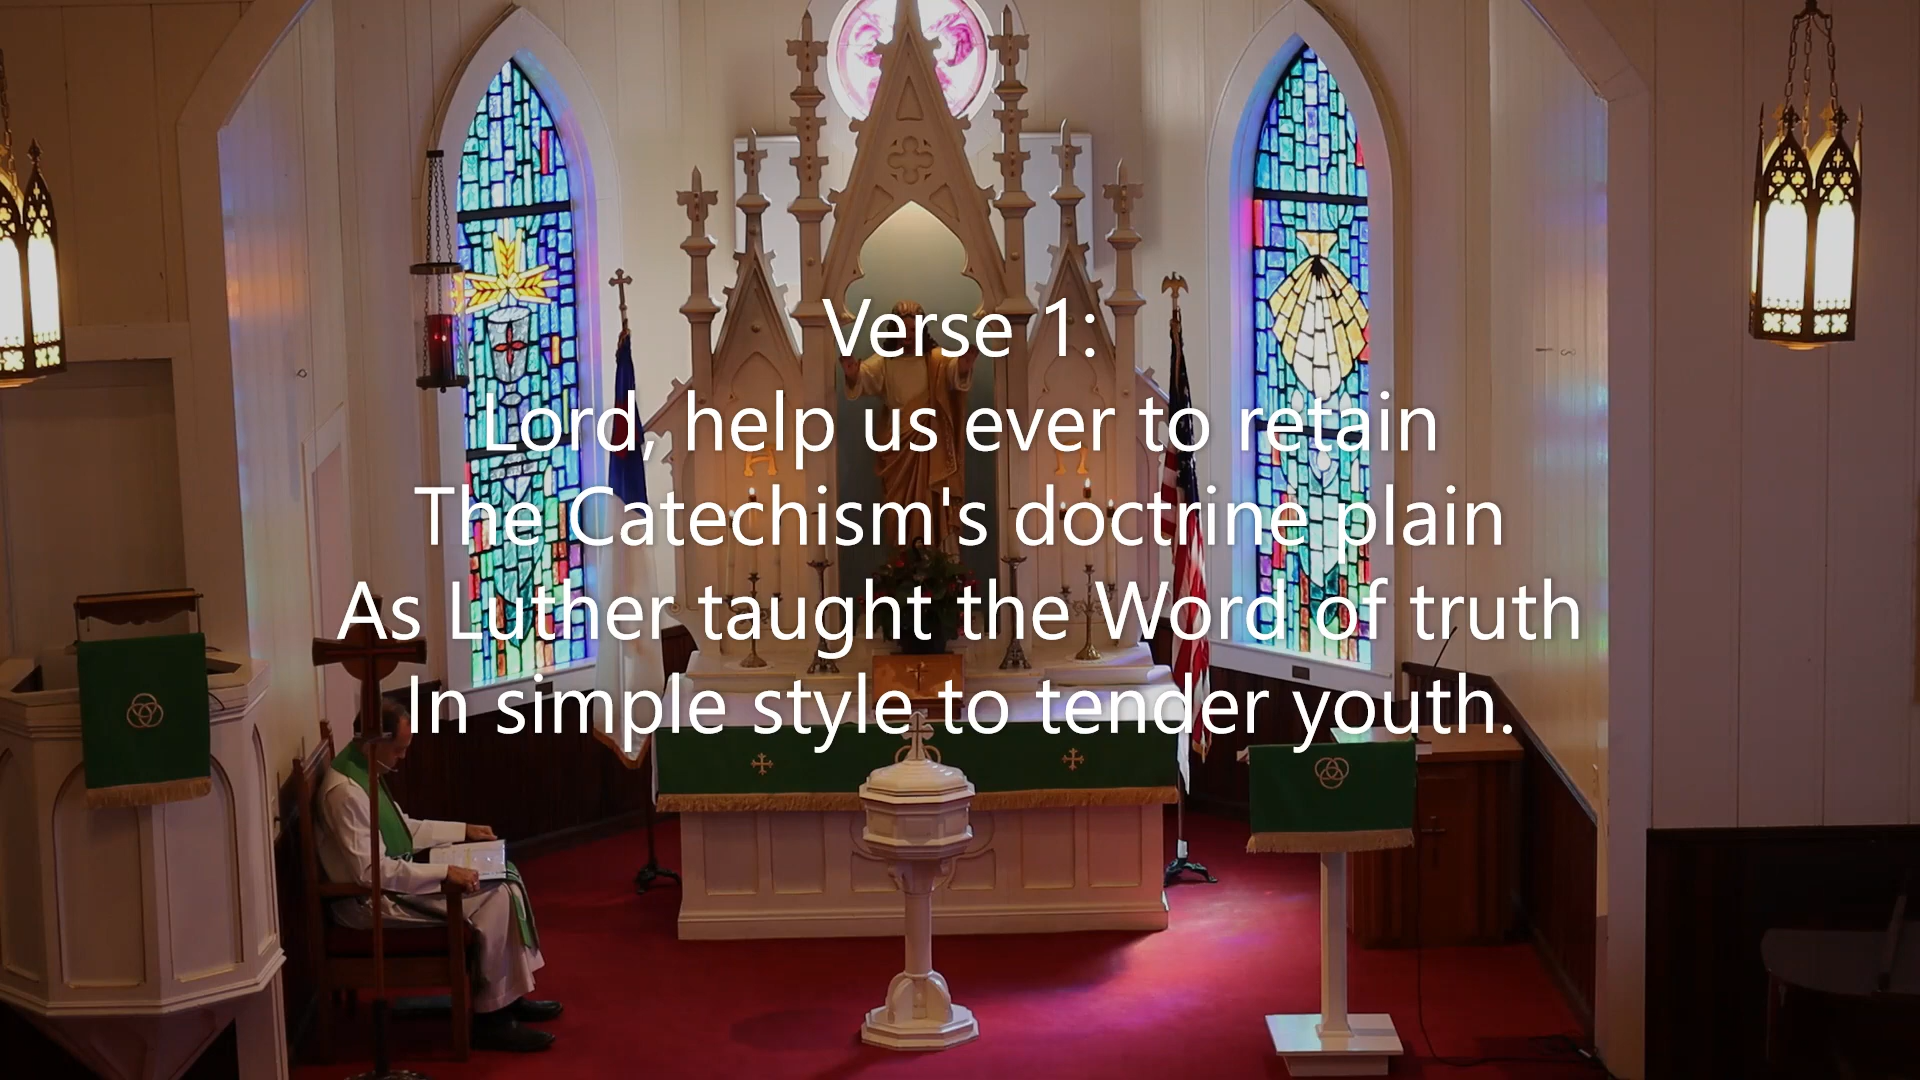 Verse 1:
Lord, help us ever to retain
The Catechism's doctrine plain
As Luther taught the Word of truth
In simple style to tender youth.